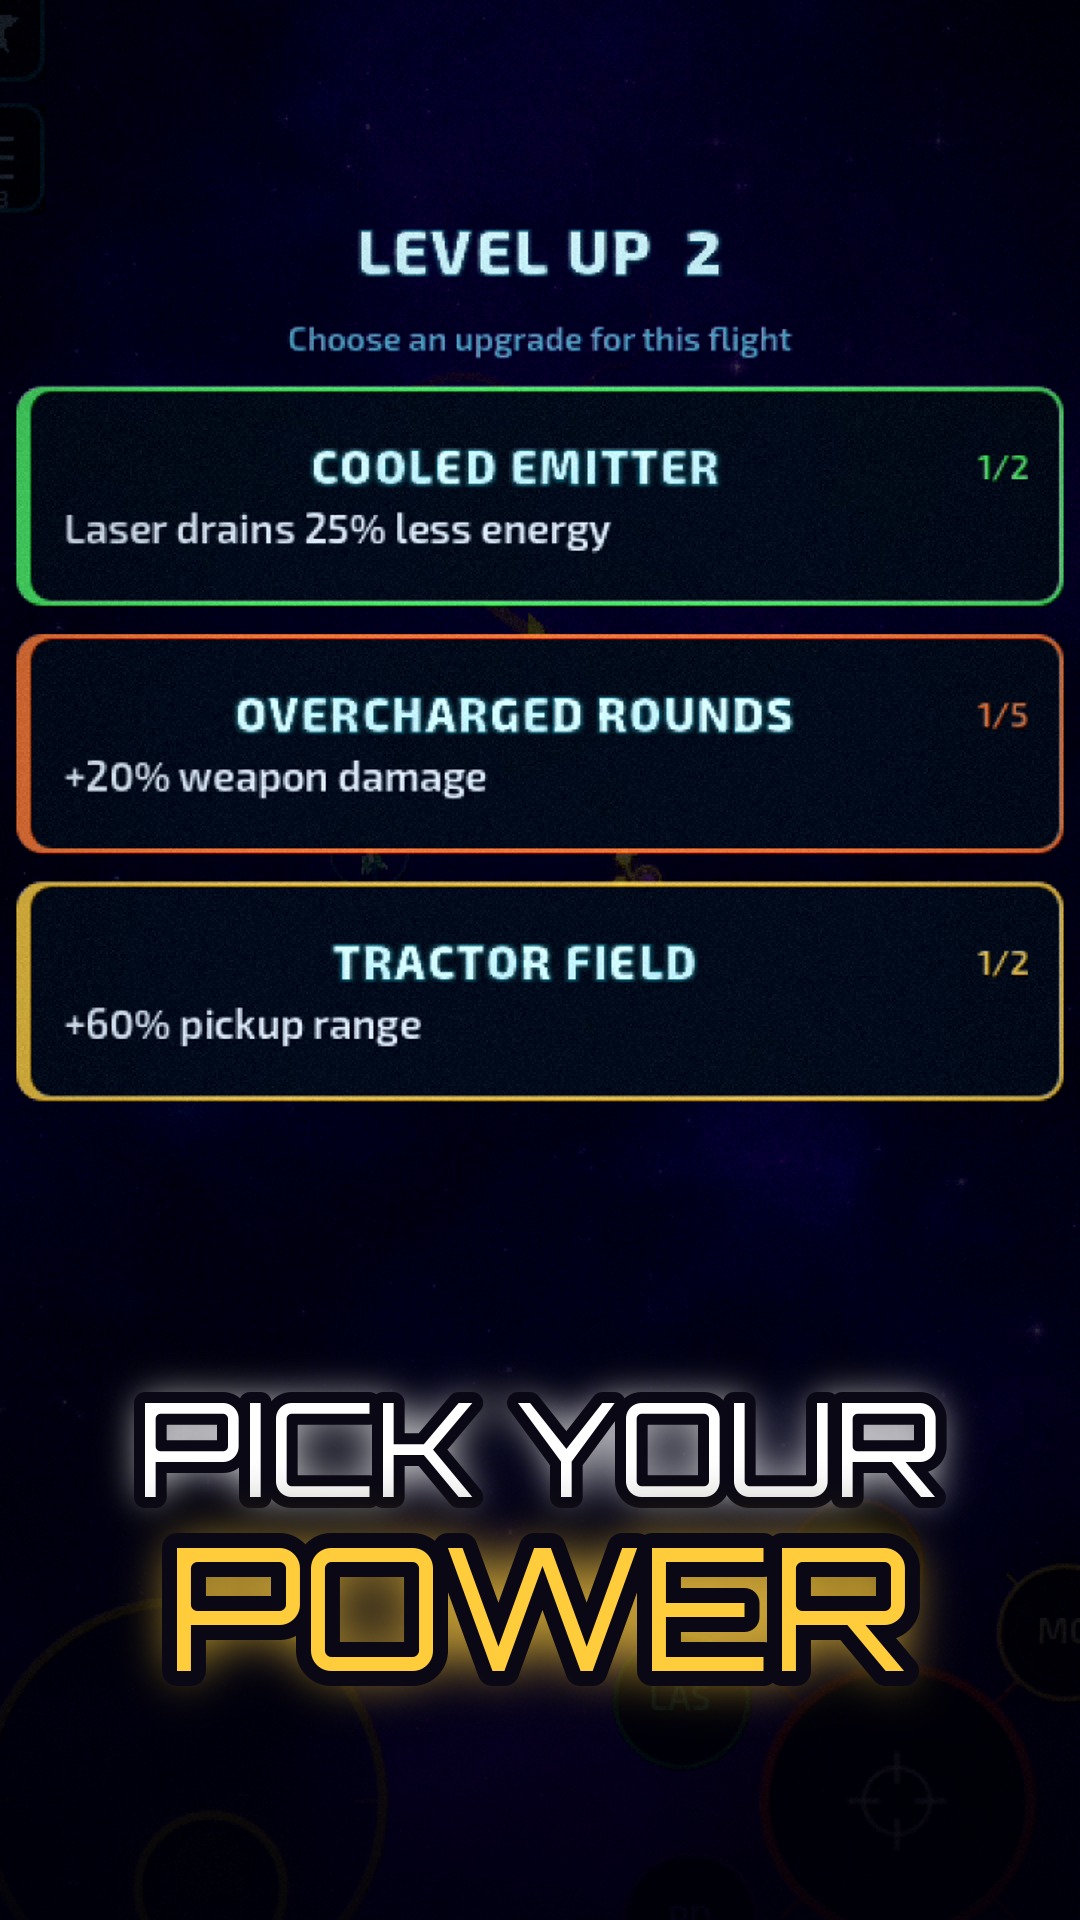 LEVEL UP 2
Choose an upgrade for this flight
COOLED EMITTER
1/2
Laser drains 25% less energy
OVERCHARGED ROUNDS
1/5
+20% weapon damage
TRACTOR FIELD
1/2
+60% pickup range
PICK YOUR
POWER
LAS